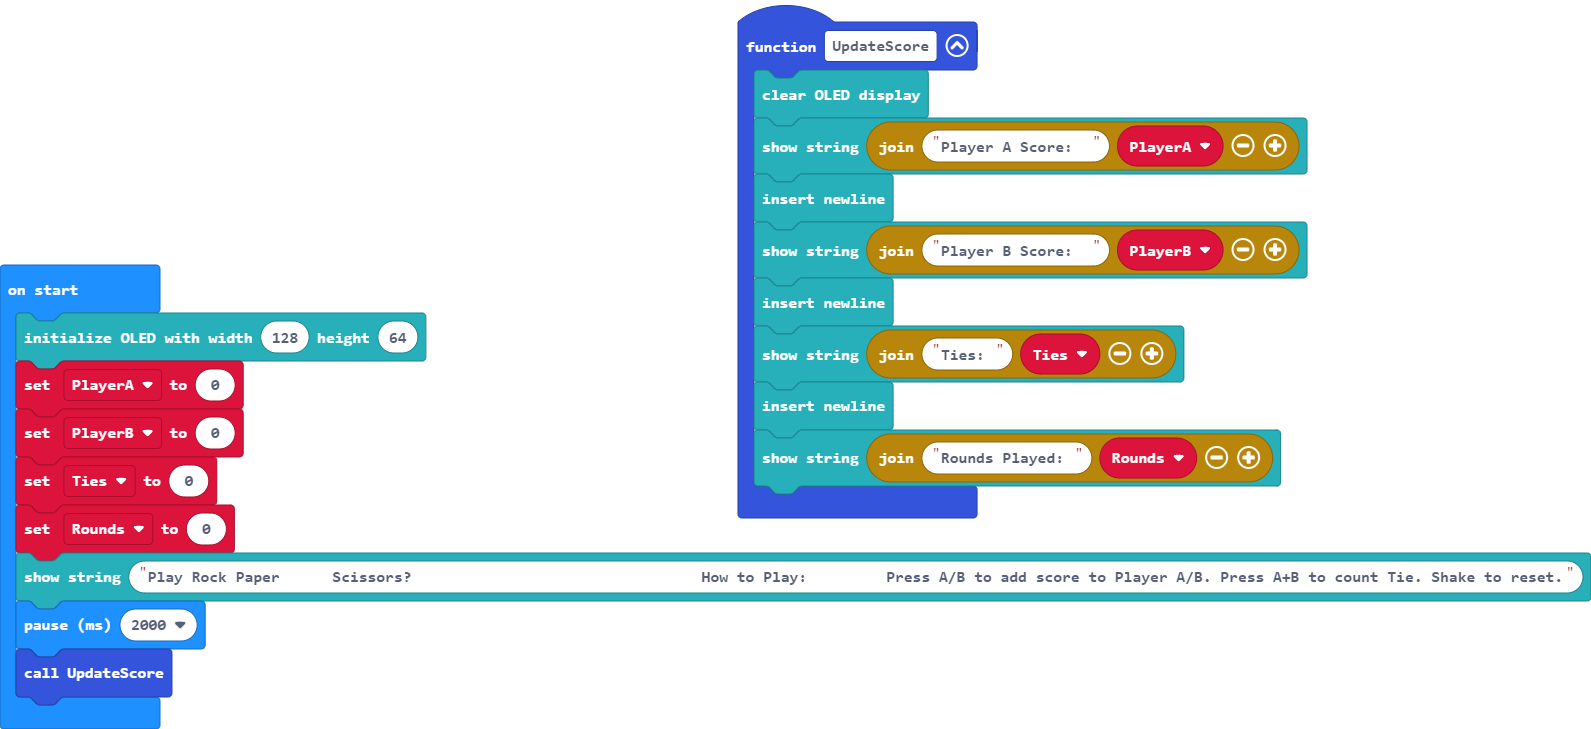 function UpdateScore
clear OLED display
show string join "Player A Score: " PlayerA
insert newline
show string join "Player B Score: " PlayerB
insert newline
show string join "Ties: " Ties
insert newline
show string join "Rounds Played: " Rounds
on start
initialize OLED with width 128 height 64
set PlayerA to 0
set PlayerB to 0
set Ties to 0
set Rounds to 0
show string "Play Rock Paper      Scissors?                                 How to Play:         Press A/B to add score to Player A/B. Press A+B to count Tie. Shake to reset."
pause (ms) 2000
call UpdateScore